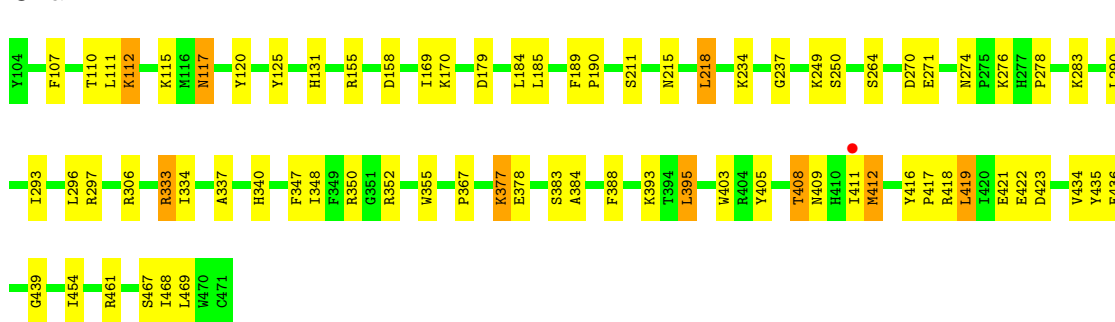 Y104 F107 T110 L111 K112 K115 M116 N117 Y120 Y125 H131 R155 D158 I169 K170 D179 L184 L185 F189 P190 S211 N215 L218 K234 G237 K249 S250 S264 D270 E271 N274 P275 K276 H277 P278 K283
I293 L296 R297 R306 R333 I334 A337 H340 F347 I348 F349 R350 G351 R352 W355 P367 K377 E378 S383 A384 F388 K393 T394 L395 W403 R404 Y405 T408 N409 H410 I411 M412 Y416 P417 R418 L419 I420 E421 E422 D423 V434 Y435
G439 I454 R461 S467 I468 L469 W470 C471